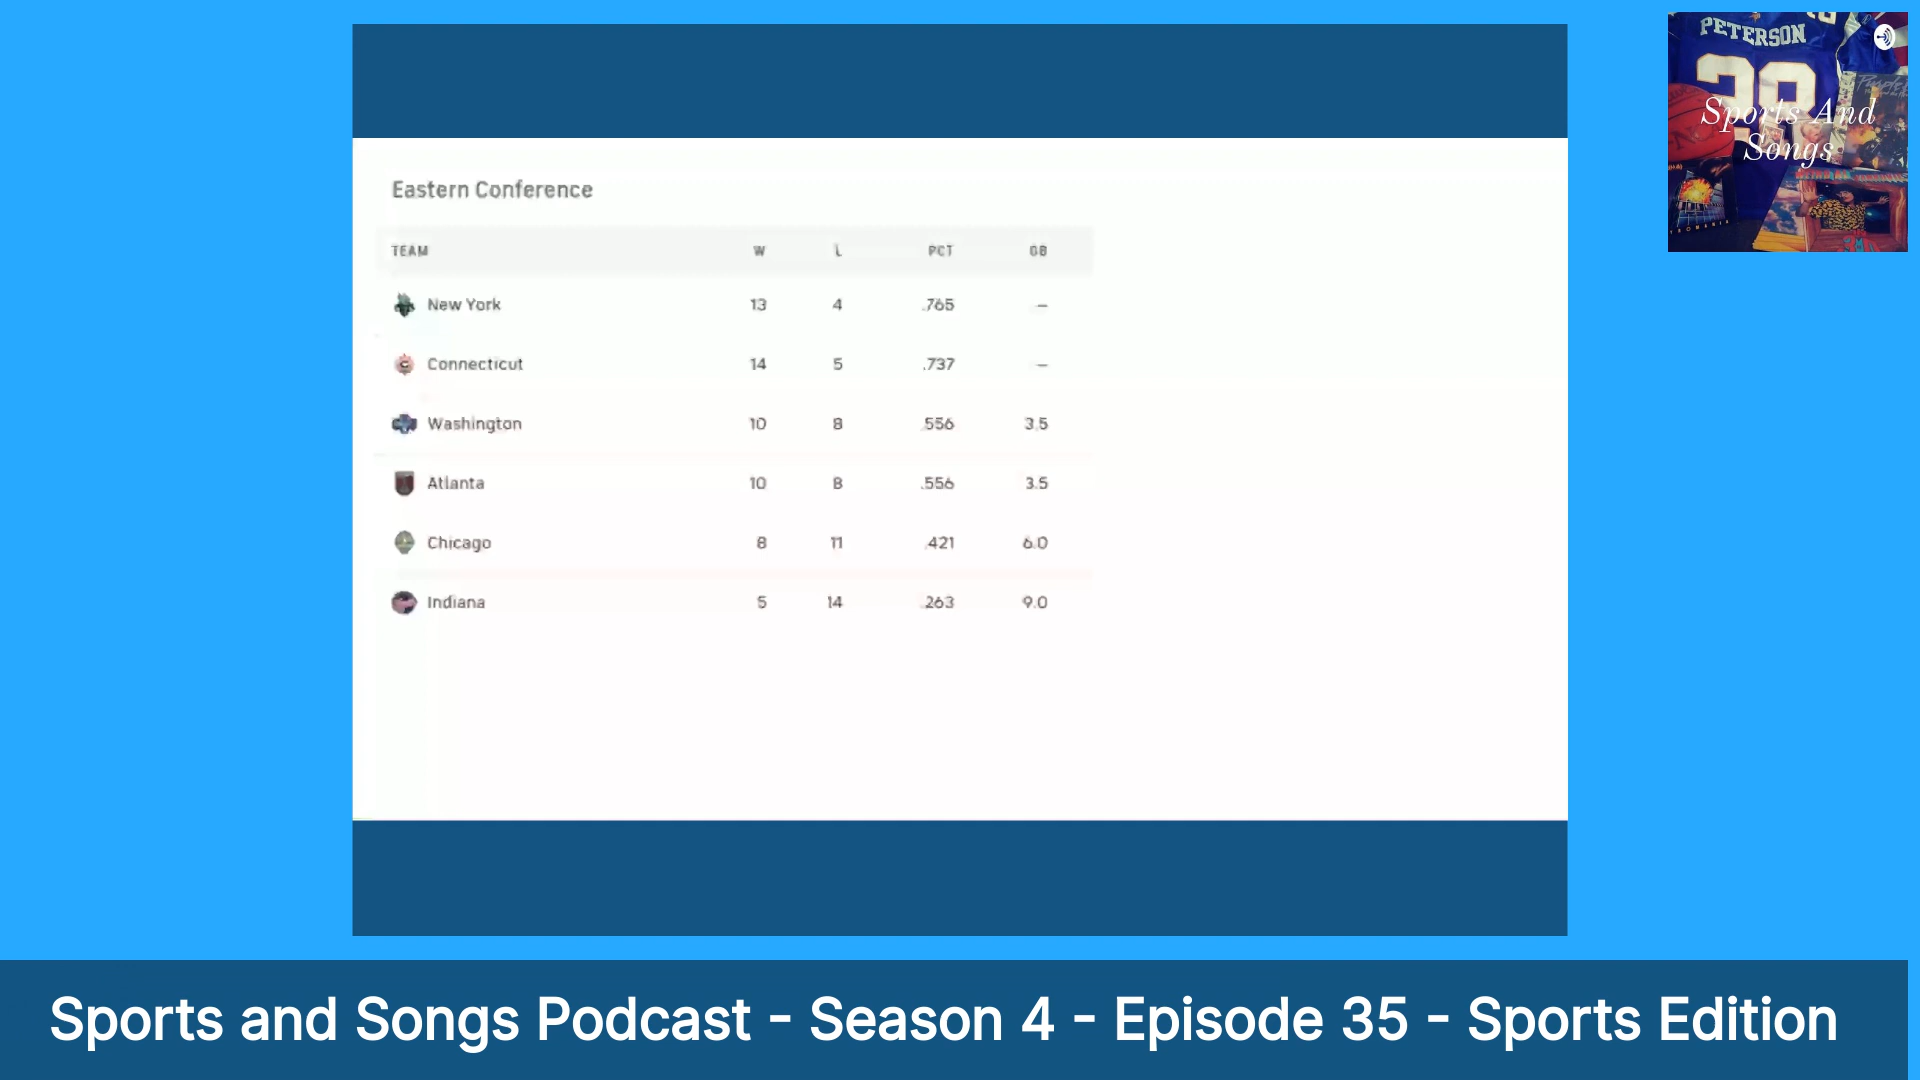 PETERSON
28
Sports And
Songs
Eastern Conference
TEAM W L PCT GB
New York 13 4 .765 –
Connecticut 14 5 .737 –
Washington 10 8 .556 3.5
Atlanta 10 8 .556 3.5
Chicago 8 11 .421 6.0
Indiana 5 14 .263 9.0
Sports and Songs Podcast - Season 4 - Episode 35 - Sports Edition